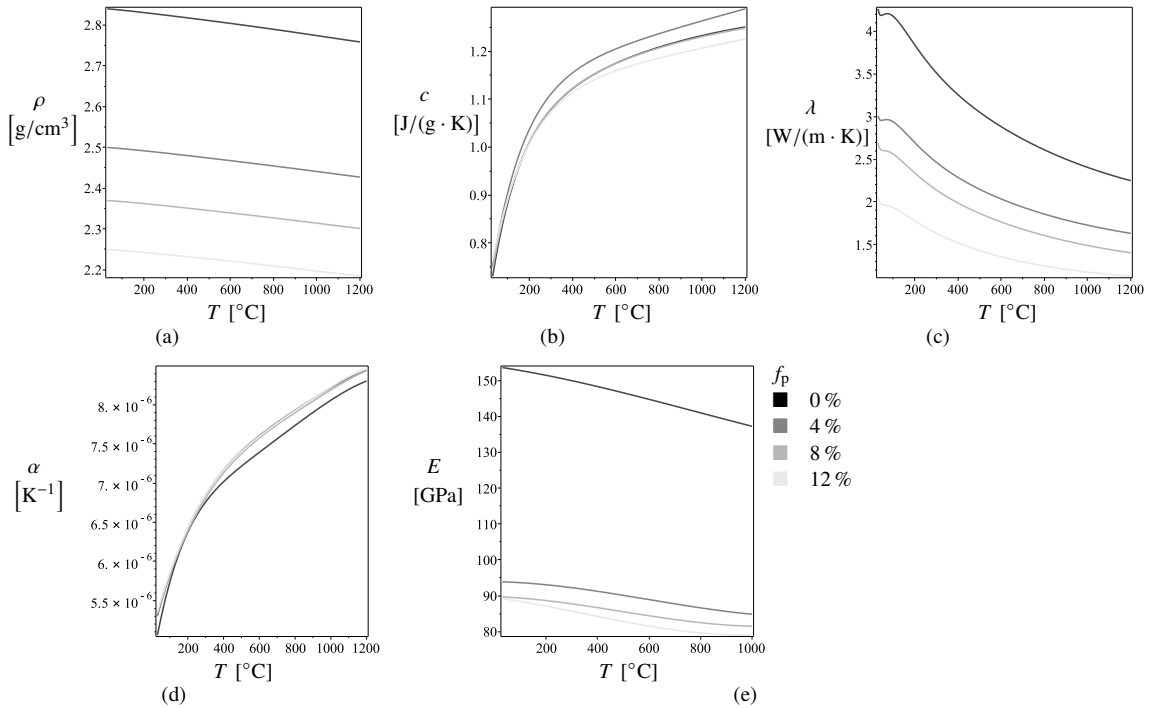 2.8
2.7
ρ
[g/cm³]
2.6
2.5
2.4
2.3
2.2
200 400 600 800 1000 1200
T [°C]
(a)
1.2
c
1.1
[J/(g · K)]
1.0
0.9
0.8
200 400 600 800 1000 1200
T [°C]
(b)
4
3.5
λ
3
[W/(m · K)]
2.5
2
1.5
200 400 600 800 1000 1200
T [°C]
(c)
8. × 10⁻⁶
7.5 × 10⁻⁶
α
7. × 10⁻⁶
[K⁻¹]
6.5 × 10⁻⁶
6. × 10⁻⁶
5.5 × 10⁻⁶
200 400 600 800 1000 1200
T [°C]
(d)
150
140
130
120
E
110
[GPa]
100
90
80
200 400 600 800 1000
T [°C]
(e)
fₚ
0 %
4 %
8 %
12 %